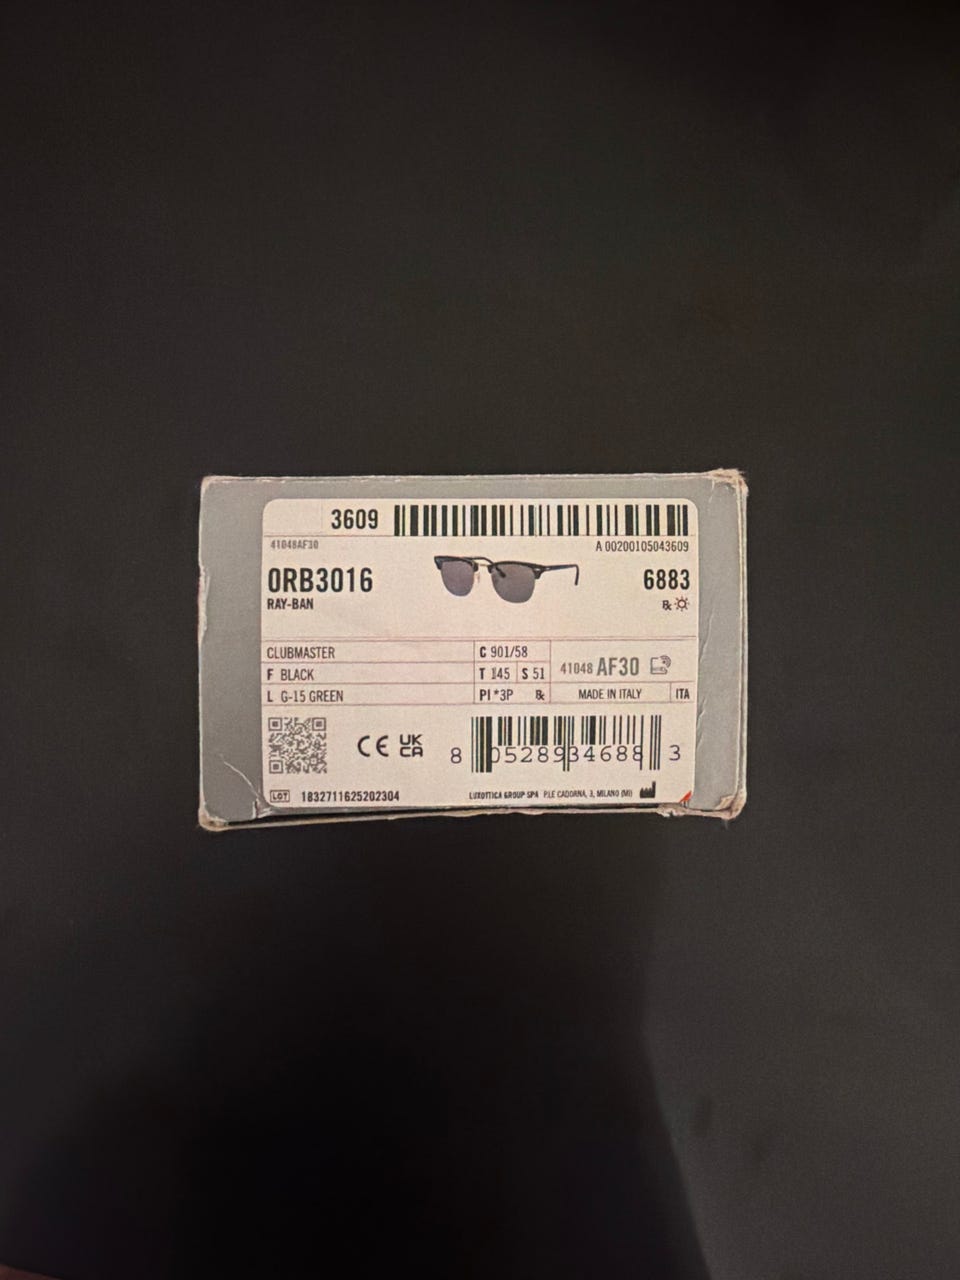 3609
41048AF30
A 00200105043609
0RB3016
6883
RAY-BAN
CLUBMASTER
C 901/58
F BLACK
T 145 S 51
41048 AF30
L G-15 GREEN
PI *3P
MADE IN ITALY
ITA
CE UK CA
8 052893 46888 3
LOT 1832711625202304
LUXOTTICA GROUP SPA P.LE CADORNA, 3, MILANO (MI)